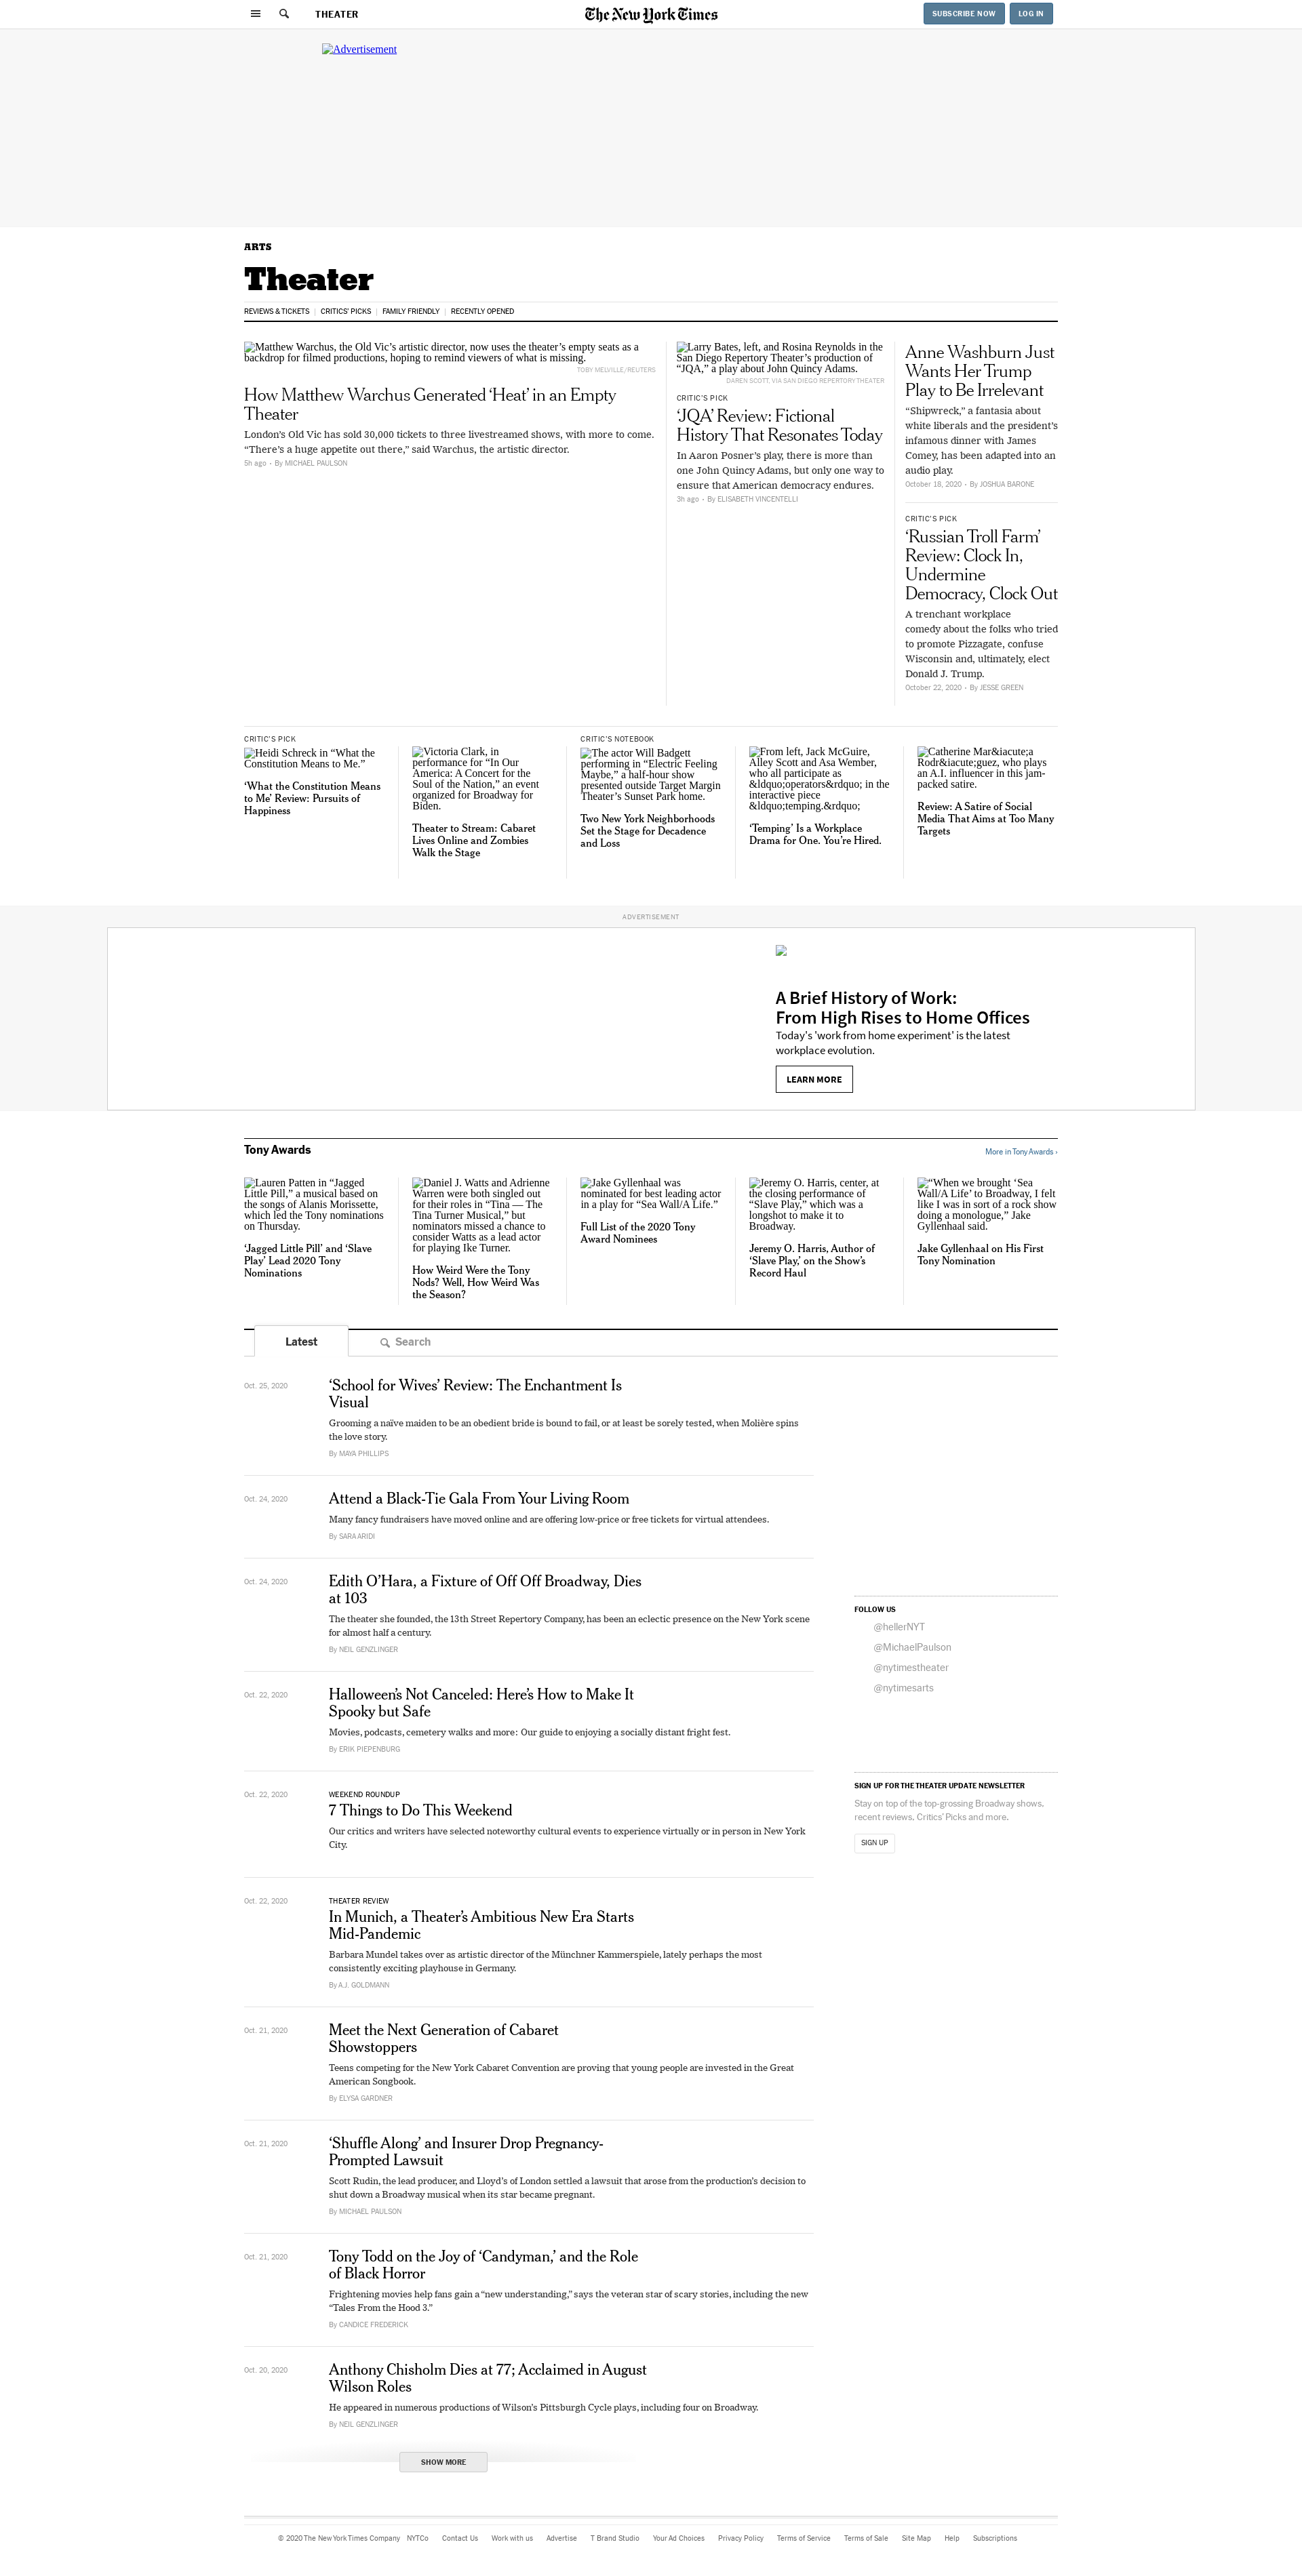 THEATER
The New York Times
SUBSCRIBE NOW
LOG IN
Advertisement
ARTS
Theater
REVIEWS & TICKETS
CRITICS' PICKS
FAMILY FRIENDLY
RECENTLY OPENED
Matthew Warchus, the Old Vic’s artistic director, now uses the theater’s empty seats as a
backdrop for filmed productions, hoping to remind viewers of what is missing.
TOBY MELVILLE/REUTERS
How Matthew Warchus Generated ‘Heat’ in an Empty
Theater
London’s Old Vic has sold 30,000 tickets to three livestreamed shows, with more to come.
“There’s a huge appetite out there,” said Warchus, the artistic director.
5h ago • By MICHAEL PAULSON
Larry Bates, left, and Rosina Reynolds in the
San Diego Repertory Theater’s production of
“JQA,” a play about John Quincy Adams.
DAREN SCOTT, VIA SAN DIEGO REPERTORY THEATER
CRITIC’S PICK
‘JQA’ Review: Fictional
History That Resonates Today
In Aaron Posner’s play, there is more than
one John Quincy Adams, but only one way to
ensure that American democracy endures.
3h ago • By ELISABETH VINCENTELLI
Anne Washburn Just
Wants Her Trump
Play to Be Irrelevant
“Shipwreck,” a fantasia about
white liberals and the president’s
infamous dinner with James
Comey, has been adapted into an
audio play.
October 18, 2020 • By JOSHUA BARONE
CRITIC’S PICK
‘Russian Troll Farm’
Review: Clock In,
Undermine
Democracy, Clock Out
A trenchant workplace
comedy about the folks who tried
to promote Pizzagate, confuse
Wisconsin and, ultimately, elect
Donald J. Trump.
October 22, 2020 • By JESSE GREEN
CRITIC’S PICK
Heidi Schreck in “What the
Constitution Means to Me.”
‘What the Constitution Means
to Me’ Review: Pursuits of
Happiness
Victoria Clark, in
performance for “In Our
America: A Concert for the
Soul of the Nation,” an event
organized for Broadway for
Biden.
Theater to Stream: Cabaret
Lives Online and Zombies
Walk the Stage
CRITIC’S NOTEBOOK
The actor Will Badgett
performing in “Electric Feeling
Maybe,” a half-hour show
presented outside Target Margin
Theater’s Sunset Park home.
Two New York Neighborhoods
Set the Stage for Decadence
and Loss
From left, Jack McGuire,
Alley Scott and Asa Wember,
who all participate as
&ldquo;operators&rdquo; in the
interactive piece
&ldquo;temping.&rdquo;
‘Temping’ Is a Workplace
Drama for One. You’re Hired.
Catherine Mar&iacute;a
Rodr&iacute;guez, who plays
an A.I. influencer in this jam-
packed satire.
Review: A Satire of Social
Media That Aims at Too Many
Targets
ADVERTISEMENT
A Brief History of Work:
From High Rises to Home Offices
Today's 'work from home experiment' is the latest
workplace evolution.
LEARN MORE
Tony Awards
More in Tony Awards ›
Lauren Patten in “Jagged
Little Pill,” a musical based on
the songs of Alanis Morissette,
which led the Tony nominations
on Thursday.
‘Jagged Little Pill’ and ‘Slave
Play’ Lead 2020 Tony
Nominations
Daniel J. Watts and Adrienne
Warren were both singled out
for their roles in “Tina — The
Tina Turner Musical,” but
nominators missed a chance to
consider Watts as a lead actor
for playing Ike Turner.
How Weird Were the Tony
Nods? Well, How Weird Was
the Season?
Jake Gyllenhaal was
nominated for best leading actor
in a play for “Sea Wall/A Life.”
Full List of the 2020 Tony
Award Nominees
Jeremy O. Harris, center, at
the closing performance of
“Slave Play,” which was a
longshot to make it to
Broadway.
Jeremy O. Harris, Author of
‘Slave Play,’ on the Show’s
Record Haul
“When we brought ‘Sea
Wall/A Life’ to Broadway, I felt
like I was in sort of a rock show
doing a monologue,” Jake
Gyllenhaal said.
Jake Gyllenhaal on His First
Tony Nomination
Latest
Search
Oct. 25, 2020
‘School for Wives’ Review: The Enchantment Is
Visual
Grooming a naïve maiden to be an obedient bride is bound to fail, or at least be sorely tested, when Molière spins
the love story.
By MAYA PHILLIPS
Oct. 24, 2020
Attend a Black-Tie Gala From Your Living Room
Many fancy fundraisers have moved online and are offering low-price or free tickets for virtual attendees.
By SARA ARIDI
Oct. 24, 2020
Edith O’Hara, a Fixture of Off Off Broadway, Dies
at 103
The theater she founded, the 13th Street Repertory Company, has been an eclectic presence on the New York scene
for almost half a century.
By NEIL GENZLINGER
Oct. 22, 2020
Halloween’s Not Canceled: Here’s How to Make It
Spooky but Safe
Movies, podcasts, cemetery walks and more: Our guide to enjoying a socially distant fright fest.
By ERIK PIEPENBURG
Oct. 22, 2020
WEEKEND ROUNDUP
7 Things to Do This Weekend
Our critics and writers have selected noteworthy cultural events to experience virtually or in person in New York
City.
Oct. 22, 2020
THEATER REVIEW
In Munich, a Theater’s Ambitious New Era Starts
Mid-Pandemic
Barbara Mundel takes over as artistic director of the Münchner Kammerspiele, lately perhaps the most
consistently exciting playhouse in Germany.
By A.J. GOLDMANN
Oct. 21, 2020
Meet the Next Generation of Cabaret
Showstoppers
Teens competing for the New York Cabaret Convention are proving that young people are invested in the Great
American Songbook.
By ELYSA GARDNER
Oct. 21, 2020
‘Shuffle Along’ and Insurer Drop Pregnancy-
Prompted Lawsuit
Scott Rudin, the lead producer, and Lloyd’s of London settled a lawsuit that arose from the production’s decision to
shut down a Broadway musical when its star became pregnant.
By MICHAEL PAULSON
Oct. 21, 2020
Tony Todd on the Joy of ‘Candyman,’ and the Role
of Black Horror
Frightening movies help fans gain a “new understanding,” says the veteran star of scary stories, including the new
“Tales From the Hood 3.”
By CANDICE FREDERICK
Oct. 20, 2020
Anthony Chisholm Dies at 77; Acclaimed in August
Wilson Roles
He appeared in numerous productions of Wilson’s Pittsburgh Cycle plays, including four on Broadway.
By NEIL GENZLINGER
SHOW MORE
FOLLOW US
@hellerNYT
@MichaelPaulson
@nytimestheater
@nytimesarts
SIGN UP FOR THE THEATER UPDATE NEWSLETTER
Stay on top of the top-grossing Broadway shows,
recent reviews, Critics’ Picks and more.
SIGN UP
© 2020 The New York Times Company
NYTCo
Contact Us
Work with us
Advertise
T Brand Studio
Your Ad Choices
Privacy Policy
Terms of Service
Terms of Sale
Site Map
Help
Subscriptions